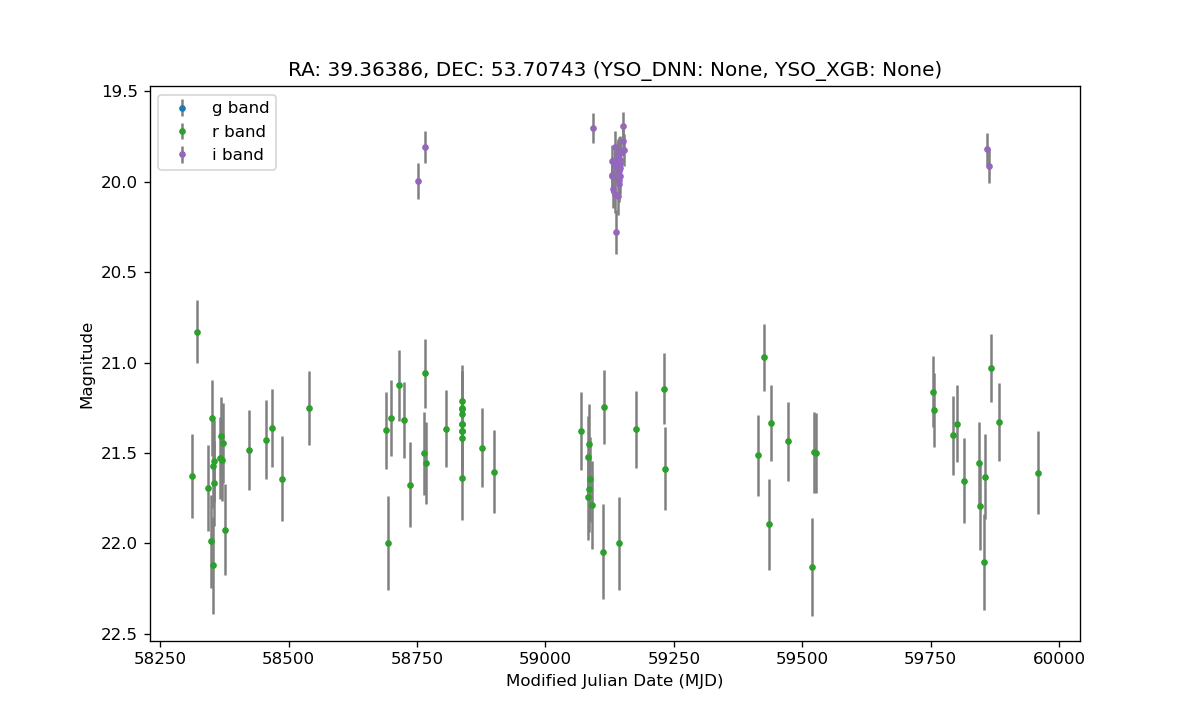 RA: 39.36386, DEC: 53.70743 (YSO_DNN: None, YSO_XGB: None)
g band
r band
i band
19.5
20.0
20.5
21.0
21.5
22.0
22.5
Magnitude
58250 58500 58750 59000 59250 59500 59750 60000
Modified Julian Date (MJD)